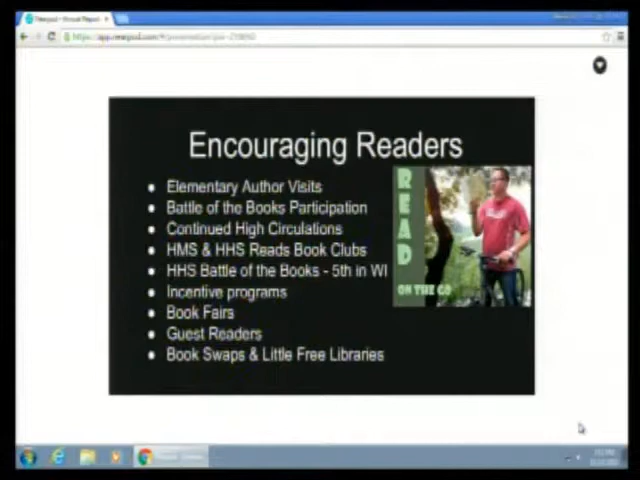 Encouraging Readers
Elementary Author Visits
Battle of the Books Participation
Continued High Circulations
HMS & HHS Reads Book Clubs
HHS Battle of the Books - 5th in WI
Incentive programs
Book Fairs
Guest Readers
Book Swaps & Little Free Libraries
READ
ON THE GO